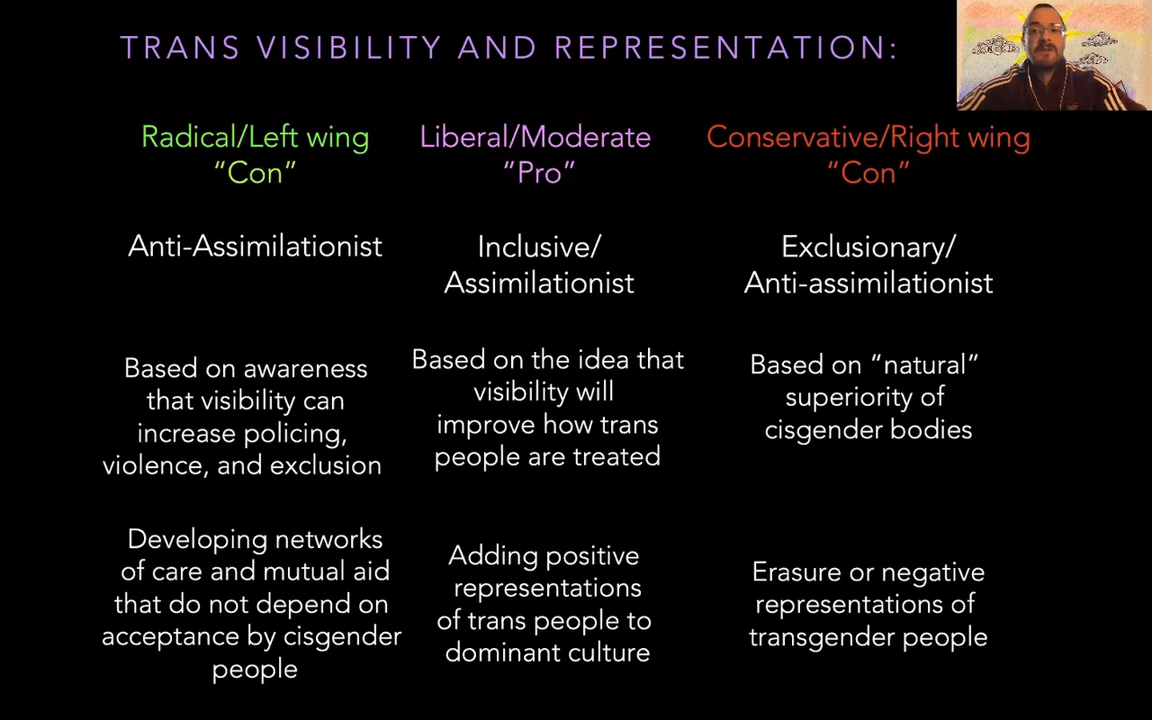 TRANS VISIBILITY AND REPRESENTATION:
Radical/Left wing
“Con”
Anti-Assimilationist
Based on awareness
that visibility can
increase policing,
violence, and exclusion
Developing networks
of care and mutual aid
that do not depend on
acceptance by cisgender
people
Liberal/Moderate
“Pro”
Inclusive/
Assimilationist
Based on the idea that
visibility will
improve how trans
people are treated
Adding positive
representations
of trans people to
dominant culture
Conservative/Right wing
“Con”
Exclusionary/
Anti-assimilationist
Based on “natural”
superiority of
cisgender bodies
Erasure or negative
representations of
transgender people